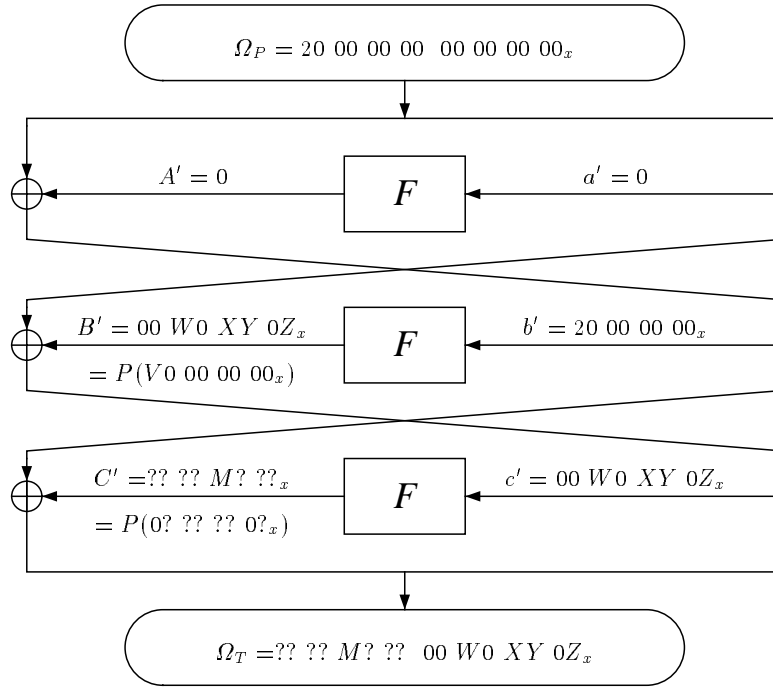 Ω_P = 20 00 00 00 00 00 00 00_x
A' = 0 F a' = 0
B' = 00 W0 XY 0Z_x F b' = 20 00 00 00_x
= P(V0 00 00 00_x)
C' =?? ?? M? ??_x F c' = 00 W0 XY 0Z_x
= P(0? ?? ?? 0?_x)
Ω_T =?? ?? M? ?? 00 W0 XY 0Z_x